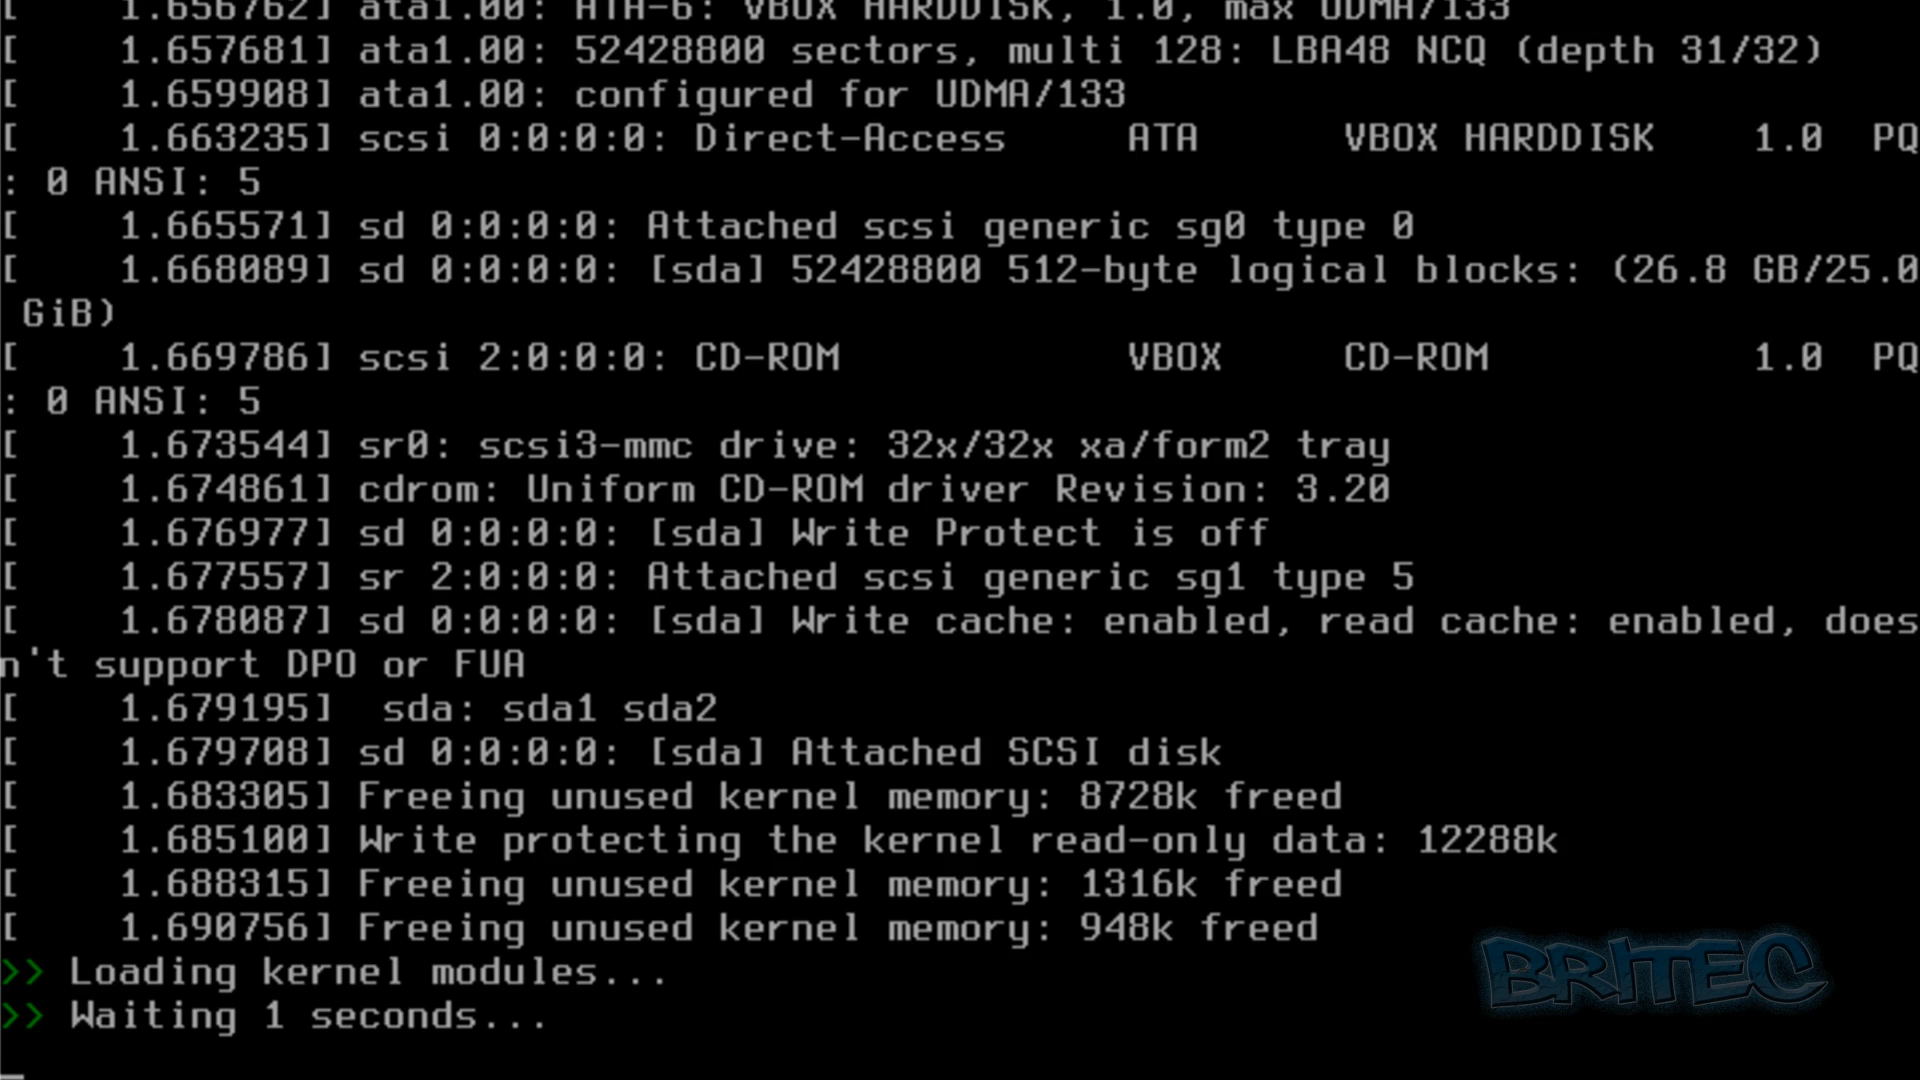 [    1.656762] ata1.00: ATA-6: VBOX HARDDISK, 1.0, max UDMA/133
[    1.657681] ata1.00: 52428800 sectors, multi 128: LBA48 NCQ (depth 31/32)
[    1.659908] ata1.00: configured for UDMA/133
[    1.663235] scsi 0:0:0:0: Direct-Access     ATA      VBOX HARDDISK    1.0  PQ
: 0 ANSI: 5
[    1.665571] sd 0:0:0:0: Attached scsi generic sg0 type 0
[    1.668089] sd 0:0:0:0: [sda] 52428800 512-byte logical blocks: (26.8 GB/25.0
 GiB)
[    1.669786] scsi 2:0:0:0: CD-ROM            VBOX     CD-ROM           1.0  PQ
: 0 ANSI: 5
[    1.673544] sr0: scsi3-mmc drive: 32x/32x xa/form2 tray
[    1.674861] cdrom: Uniform CD-ROM driver Revision: 3.20
[    1.676977] sd 0:0:0:0: [sda] Write Protect is off
[    1.677557] sr 2:0:0:0: Attached scsi generic sg1 type 5
[    1.678087] sd 0:0:0:0: [sda] Write cache: enabled, read cache: enabled, does
n't support DPO or FUA
[    1.679195]  sda: sda1 sda2
[    1.679708] sd 0:0:0:0: [sda] Attached SCSI disk
[    1.683305] Freeing unused kernel memory: 8728k freed
[    1.685100] Write protecting the kernel read-only data: 12288k
[    1.688315] Freeing unused kernel memory: 1316k freed
[    1.690756] Freeing unused kernel memory: 948k freed
>> Loading kernel modules...
>> Waiting 1 seconds...
BRITEC